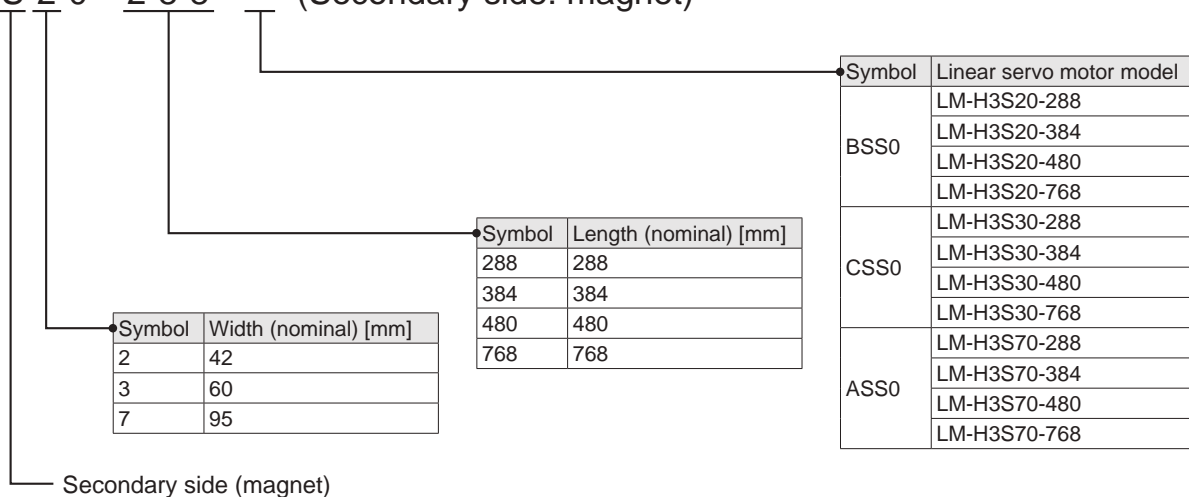 (Secondary side: magnet)
Symbol Linear servo motor model
BSS0
LM-H3S20-288
LM-H3S20-384
LM-H3S20-480
LM-H3S20-768
CSS0
LM-H3S30-288
LM-H3S30-384
LM-H3S30-480
LM-H3S30-768
ASS0
LM-H3S70-288
LM-H3S70-384
LM-H3S70-480
LM-H3S70-768
Symbol Length (nominal) [mm]
288 288
384 384
480 480
768 768
Symbol Width (nominal) [mm]
2 42
3 60
7 95
Secondary side (magnet)